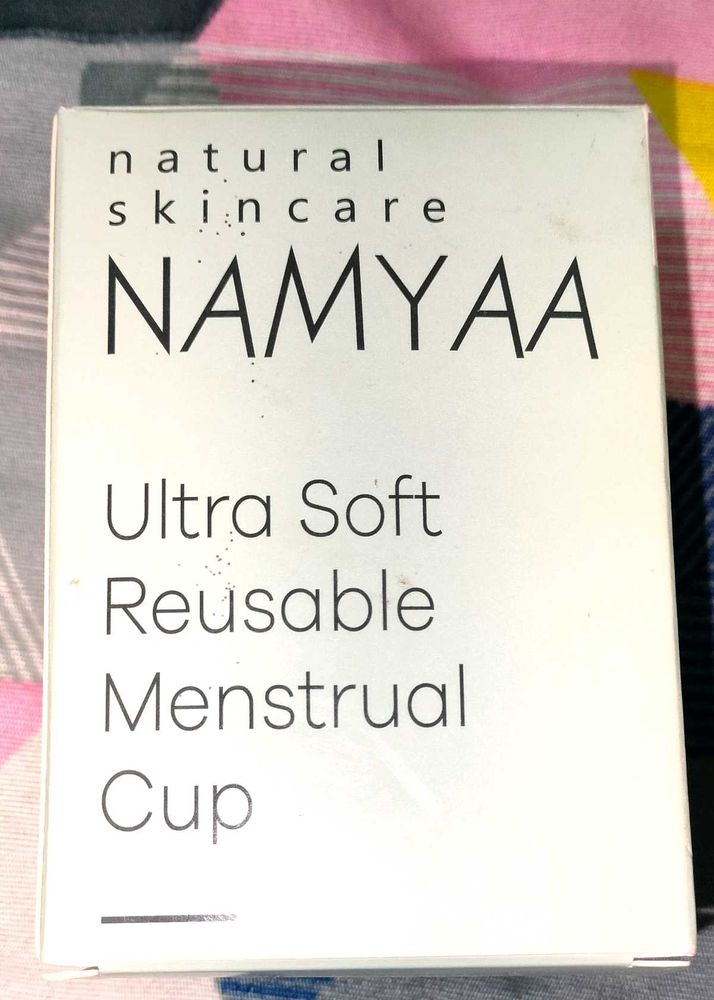 natural
skincare
NAMYAA
Ultra Soft
Reusable
Menstrual
Cup